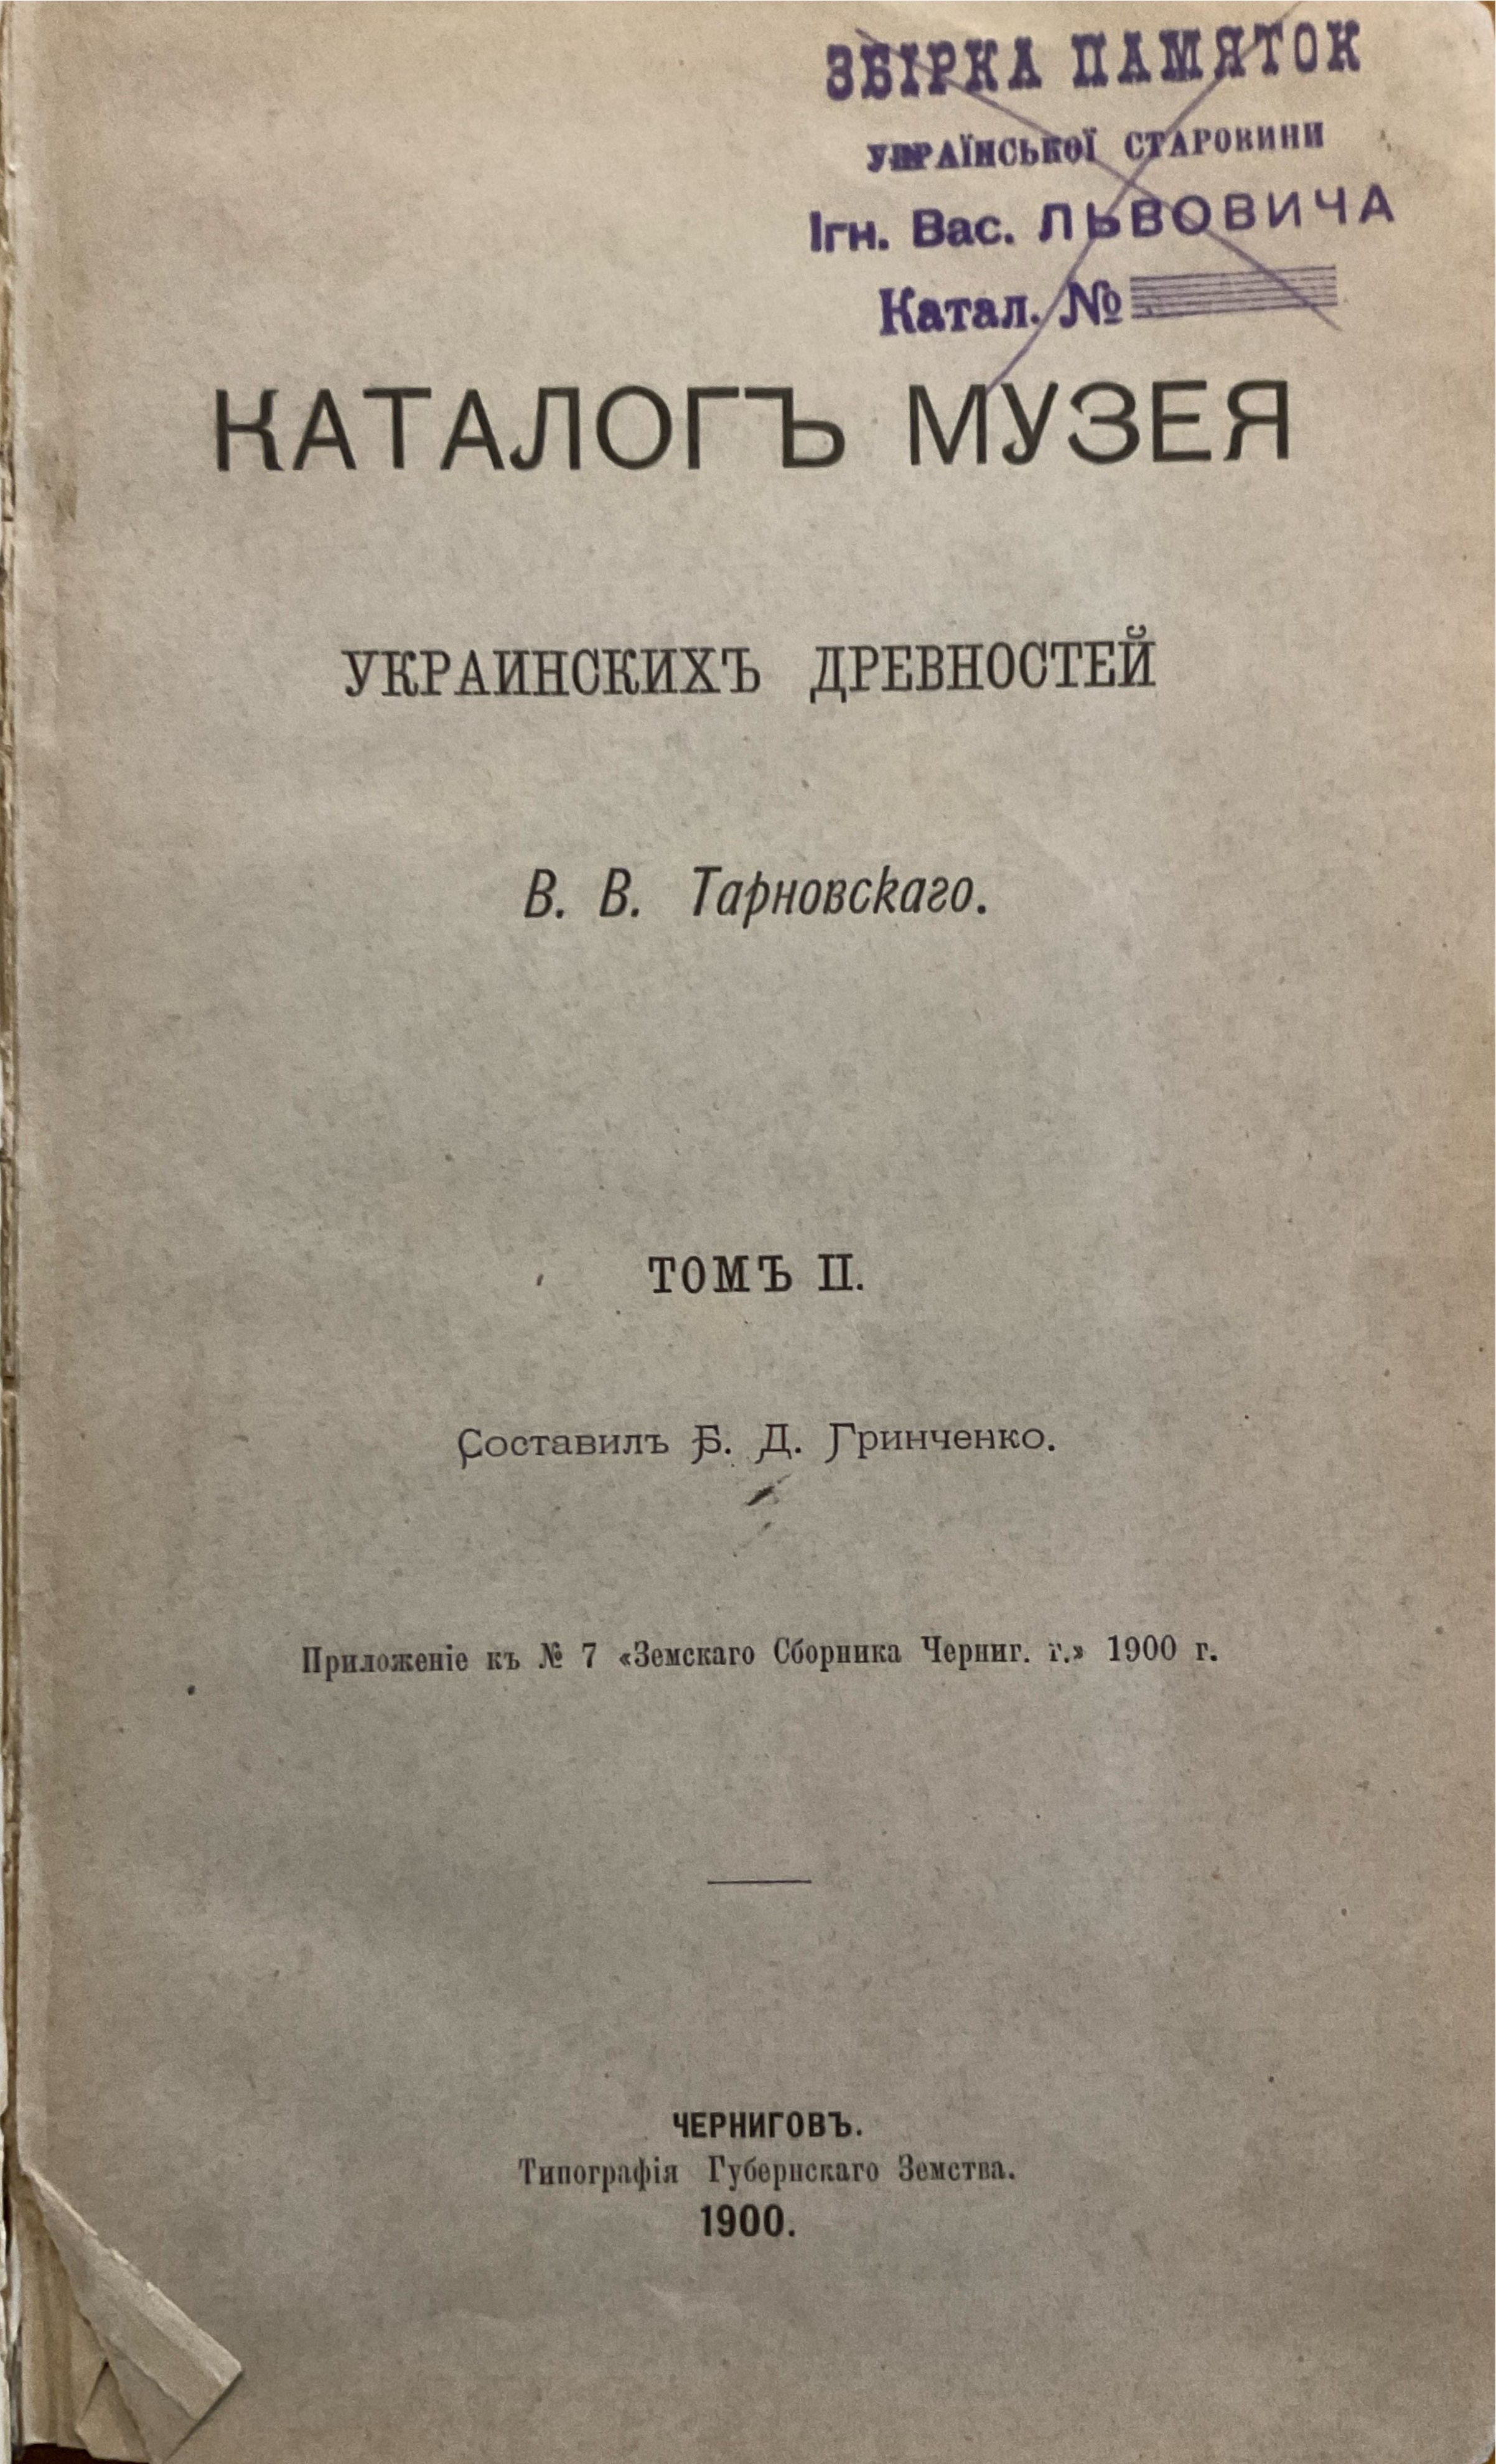 ЗБІРКА ПАМЯТОК
УКРАЇНСЬКОЇ СТАРОВИНИ
Ігн. Вас. ЛЬВОВИЧА
Катал. №
КАТАЛОГЪ МУЗЕЯ
УКРАИНСКИХЪ ДРЕВНОСТЕЙ
В. В. Тарновскаго.
ТОМЪ II.
Составилъ Б. Д. Гринченко.
Приложеніе къ № 7 «Земскаго Сборника Черниг. г.» 1900 г.
ЧЕРНИГОВЪ.
Типографія Губернскаго Земства.
1900.